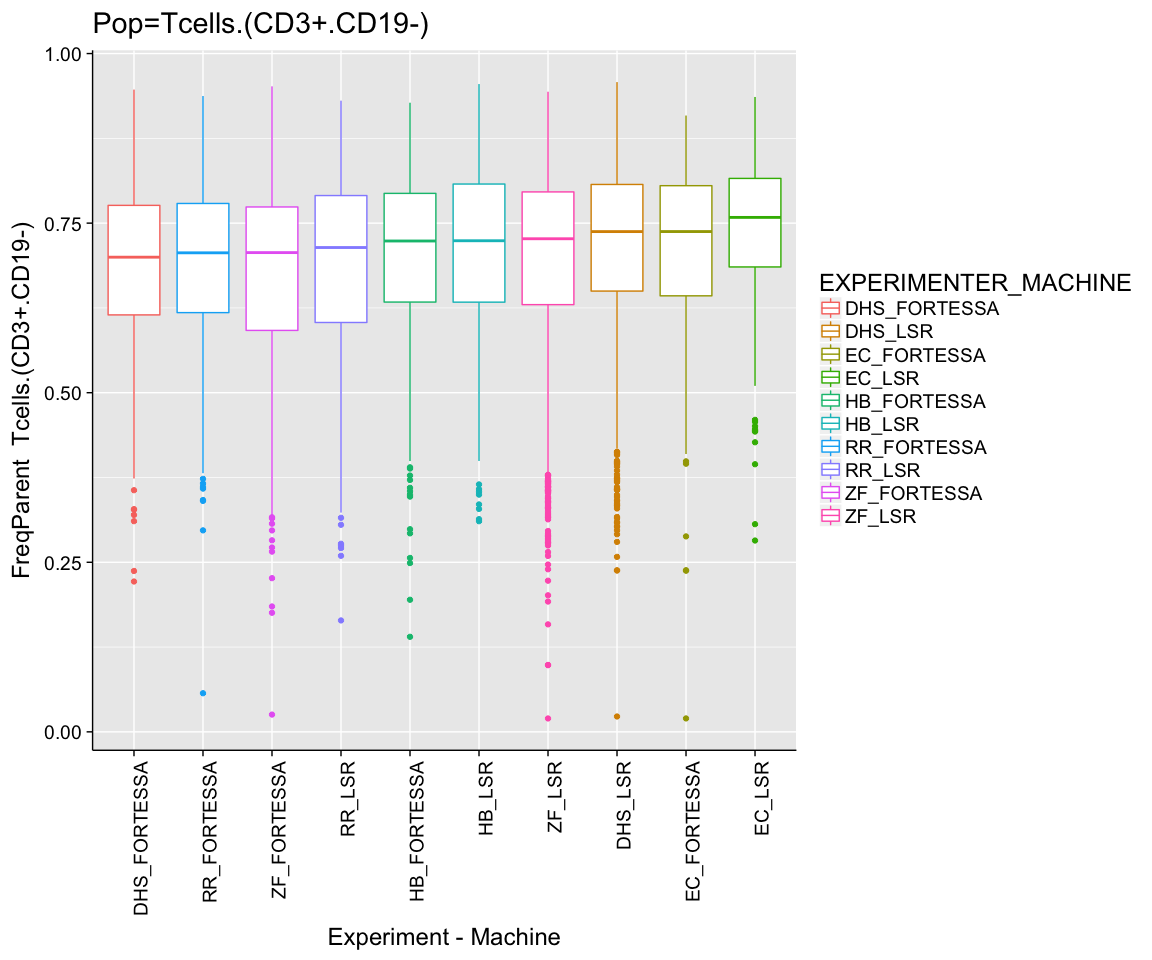 Pop=Tcells.(CD3+.CD19-)
FreqParent  Tcells.(CD3+.CD19-)
1.00
0.75
0.50
0.25
0.00
DHS_FORTESSA
RR_FORTESSA
ZF_FORTESSA
RR_LSR
HB_FORTESSA
HB_LSR
ZF_LSR
DHS_LSR
EC_FORTESSA
EC_LSR
Experiment - Machine
EXPERIMENTER_MACHINE
DHS_FORTESSA
DHS_LSR
EC_FORTESSA
EC_LSR
HB_FORTESSA
HB_LSR
RR_FORTESSA
RR_LSR
ZF_FORTESSA
ZF_LSR